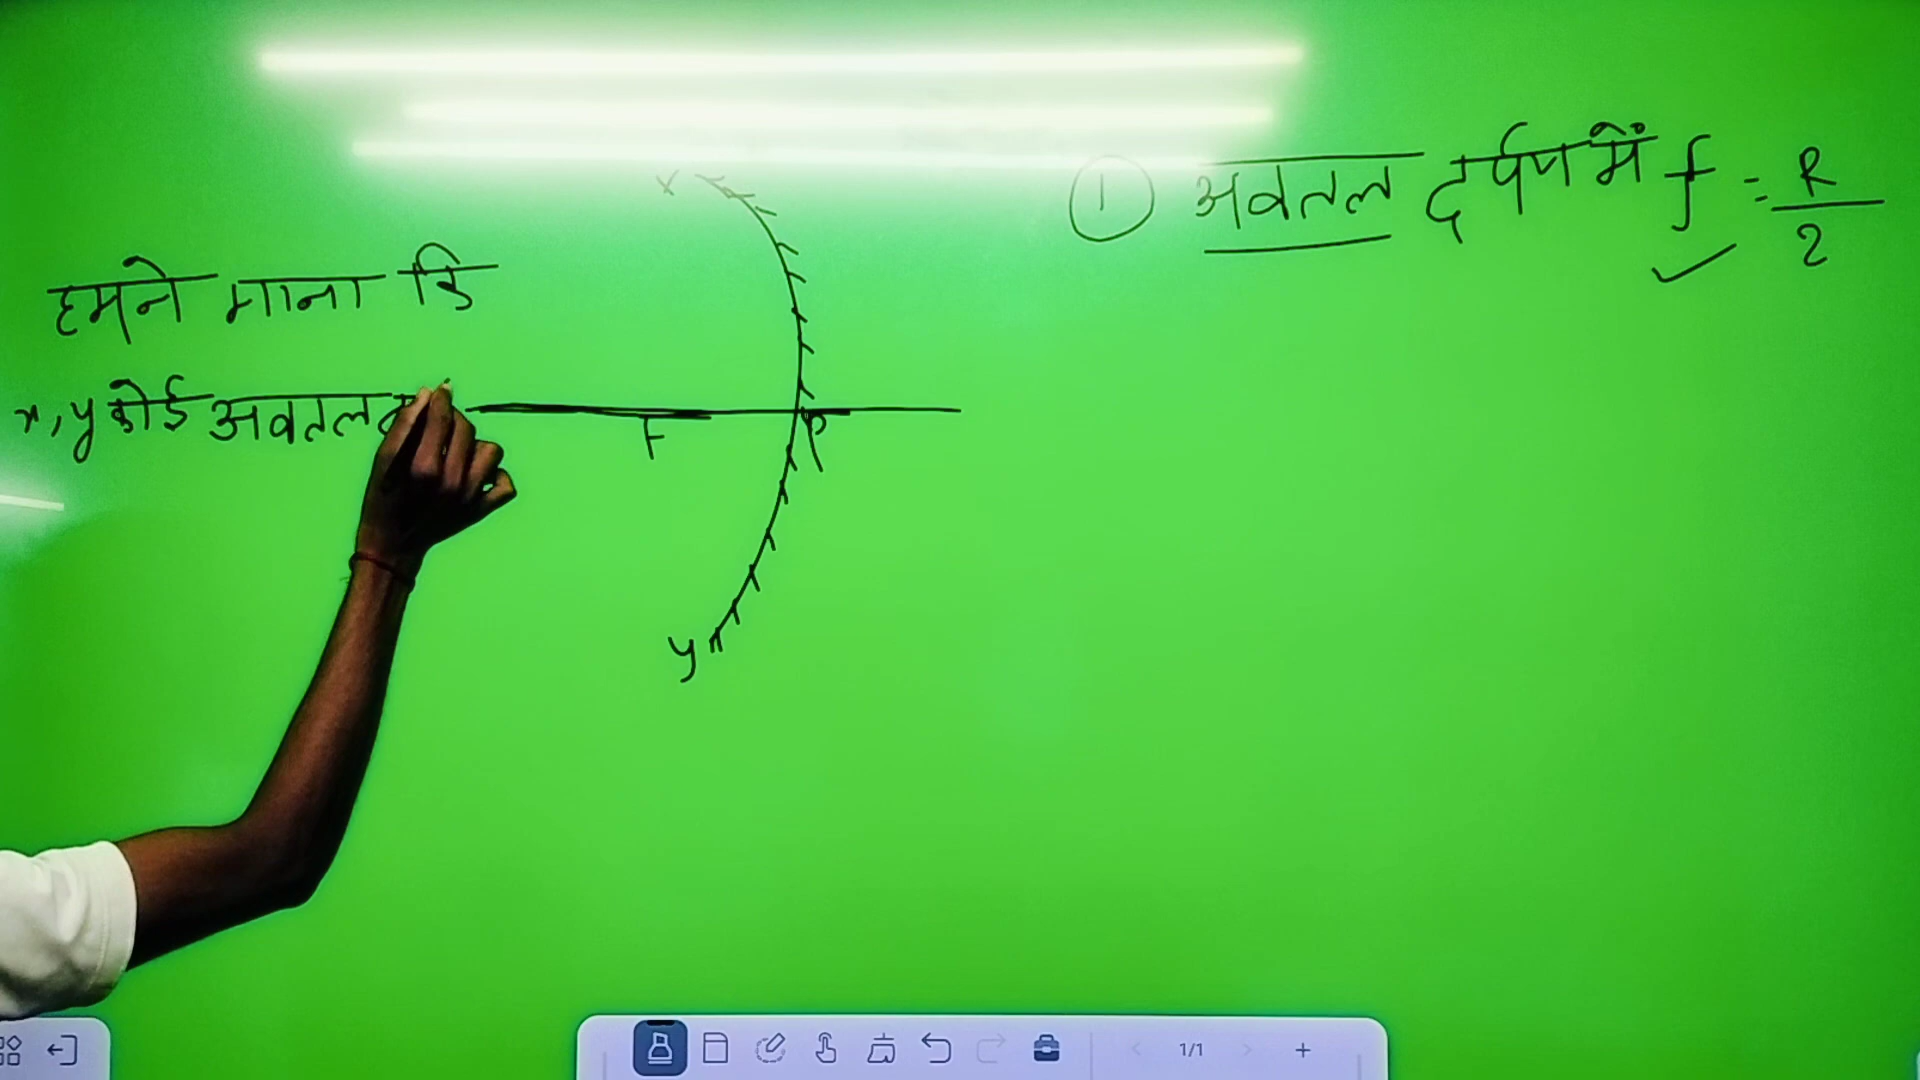 ① अवतल दर्पण में f = R/2
हमने माना कि
x, y कोई अवतल
x
F
P
y
1/1